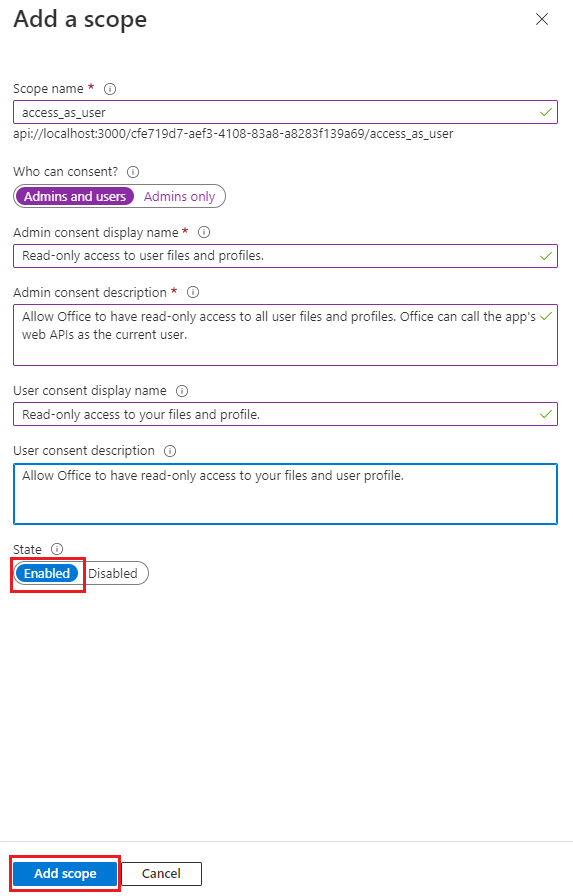 Add a scope
Scope name *
access_as_user
api://localhost:3000/cfe719d7-aef3-4108-83a8-a8283f139a69/access_as_user
Who can consent?
Admins and users Admins only
Admin consent display name *
Read-only access to user files and profiles.
Admin consent description *
Allow Office to have read-only access to all user files and profiles. Office can call the app's
web APIs as the current user.
User consent display name
Read-only access to your files and profile.
User consent description
Allow Office to have read-only access to your files and user profile.
State
Enabled Disabled
Add scope Cancel